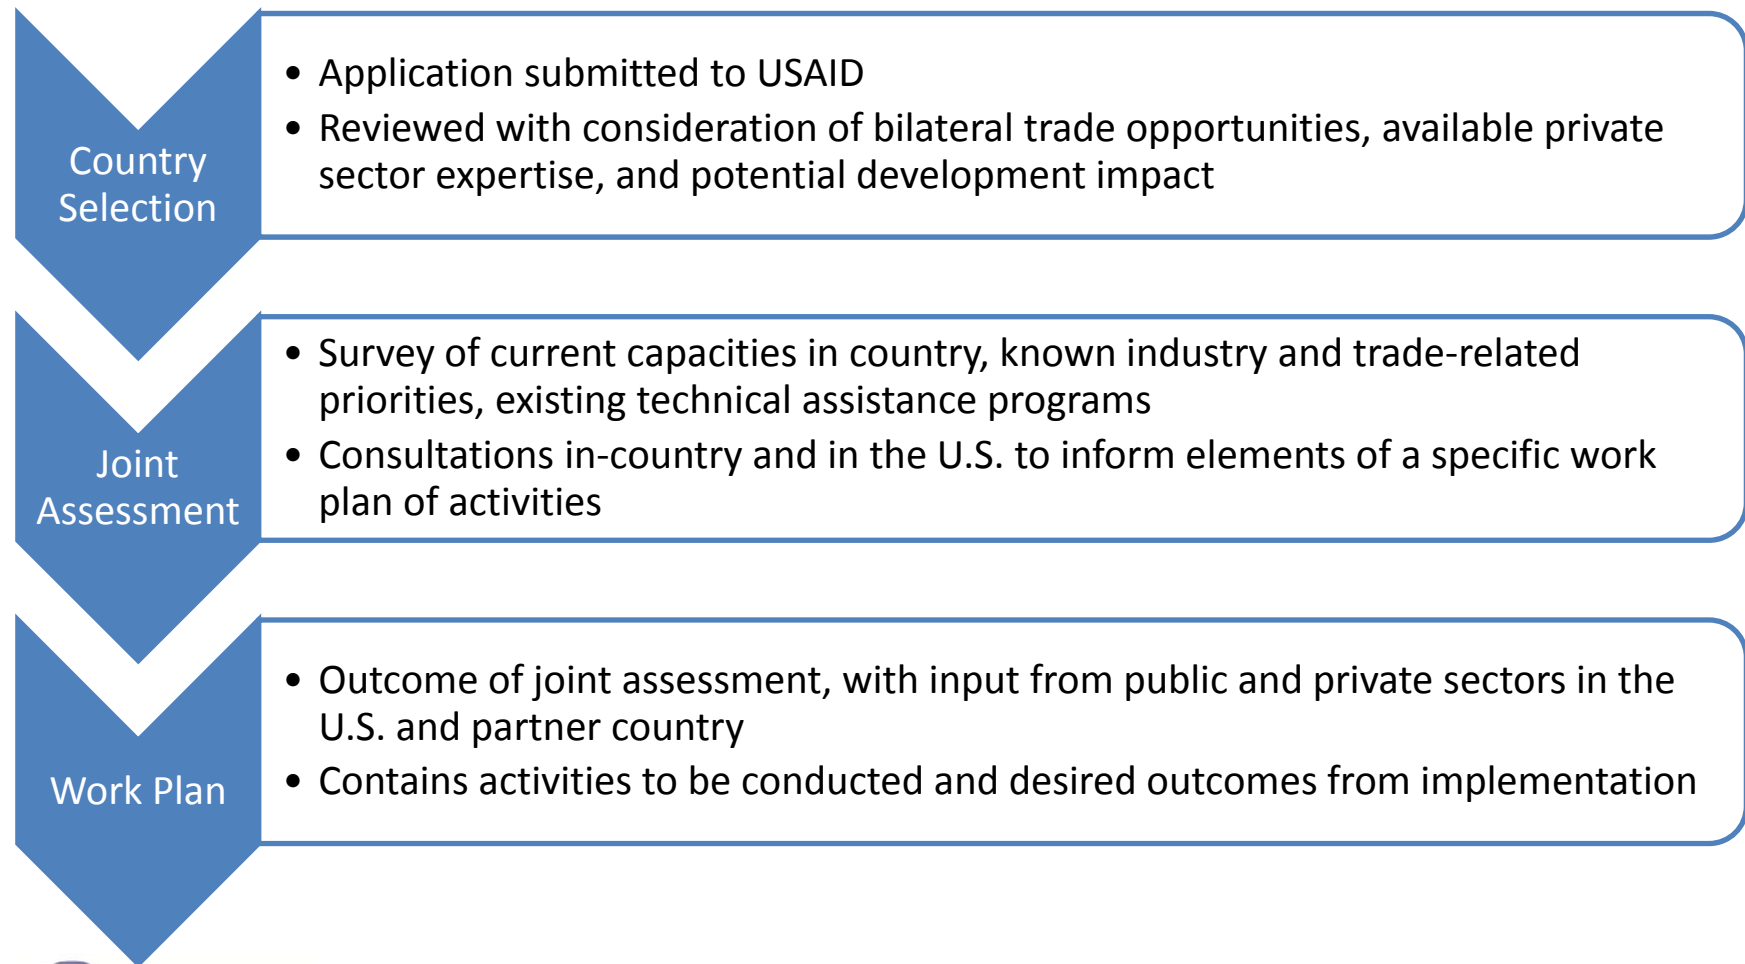 Country
Selection
• Application submitted to USAID
• Reviewed with consideration of bilateral trade opportunities, available private
sector expertise, and potential development impact
Joint
Assessment
• Survey of current capacities in country, known industry and trade-related
priorities, existing technical assistance programs
• Consultations in-country and in the U.S. to inform elements of a specific work
plan of activities
Work Plan
• Outcome of joint assessment, with input from public and private sectors in the
U.S. and partner country
• Contains activities to be conducted and desired outcomes from implementation